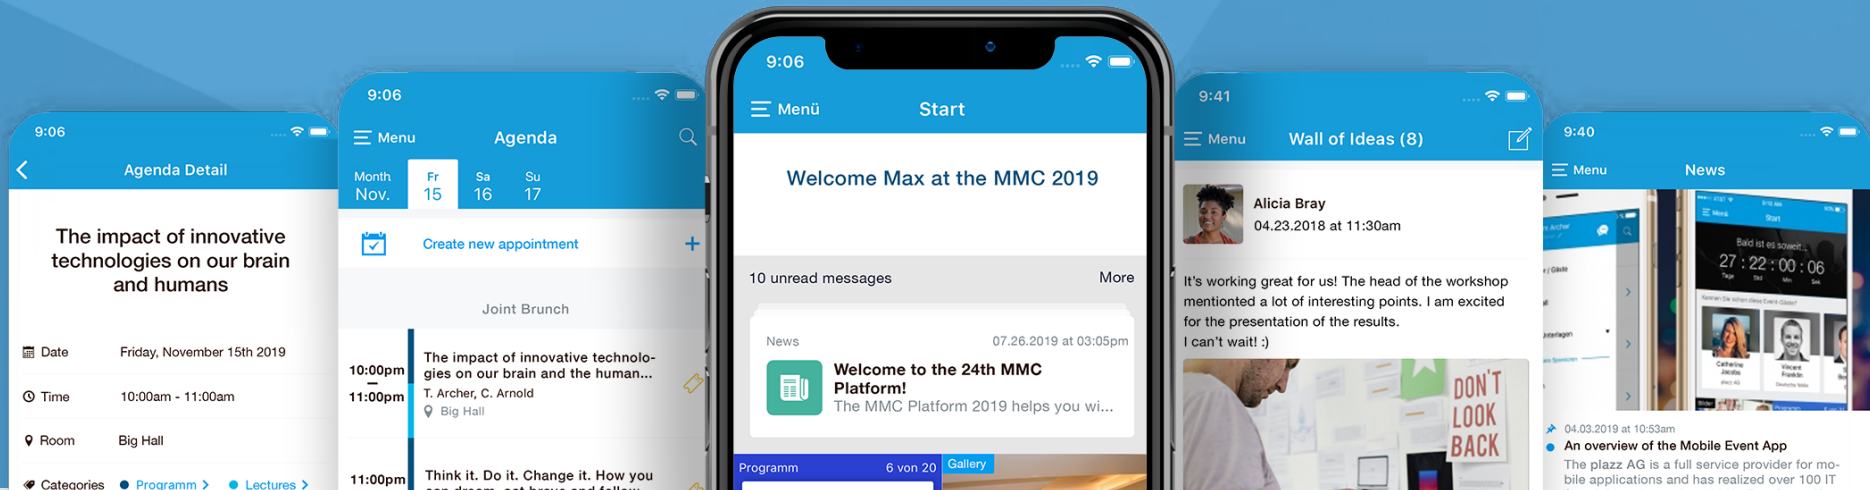 9:06
Agenda Detail
The impact of innovative
technologies on our brain
and humans
Date Friday, November 15th 2019
Time 10:00am - 11:00am
Room Big Hall
Categories Programm Lectures
9:06
Menu Agenda
Month Fr Sa Su
Nov. 15 16 17
Create new appointment +
Joint Brunch
10:00pm
–
11:00pm
The impact of innovative technolo-
gies on our brain and the human...
T. Archer, C. Arnold
Big Hall
11:00pm
Think it. Do it. Change it. How you
9:06
Menü Start
Welcome Max at the MMC 2019
10 unread messages More
News 07.26.2019 at 03:05pm
Welcome to the 24th MMC
Platform!
The MMC Platform 2019 helps you wi...
Programm 6 von 20
Gallery
9:41
Menu Wall of Ideas (8)
Alicia Bray
04.23.2018 at 11:30am
It's working great for us! The head of the workshop
mentionted a lot of interesting points. I am excited
for the presentation of the results.
I can't wait! :)
DON'T
LOOK
BACK
9:40
Menu News
Menü Start
Bald ist es soweit...
27 : 22 : 00 : 06
04.03.2019 at 10:53am
An overview of the Mobile Event App
The plazz AG is a full service provider for mo-
bile applications and has realized over 100 IT